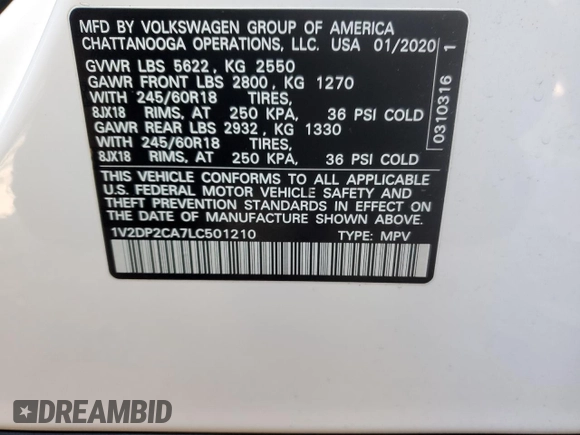 MFD BY VOLKSWAGEN GROUP OF AMERICA
CHATTANOOGA OPERATIONS, LLC. USA 01/2020
GVWR LBS 5622, KG 2550
GAWR FRONT LBS 2800, KG 1270
WITH 245/60R18 TIRES,
8JX18 RIMS, AT 250 KPA, 36 PSI COLD
GAWR REAR LBS 2932, KG 1330
WITH 245/60R18 TIRES,
8JX18 RIMS, AT 250 KPA, 36 PSI COLD
THIS VEHICLE CONFORMS TO ALL APPLICABLE
U.S. FEDERAL MOTOR VEHICLE SAFETY AND
THEFT PREVENTION STANDARDS IN EFFECT
ON THE DATE OF MANUFACTURE SHOWN ABOVE.
1V2DP2CA7LC501210 TYPE: MPV
0310316 1
DREAMBID